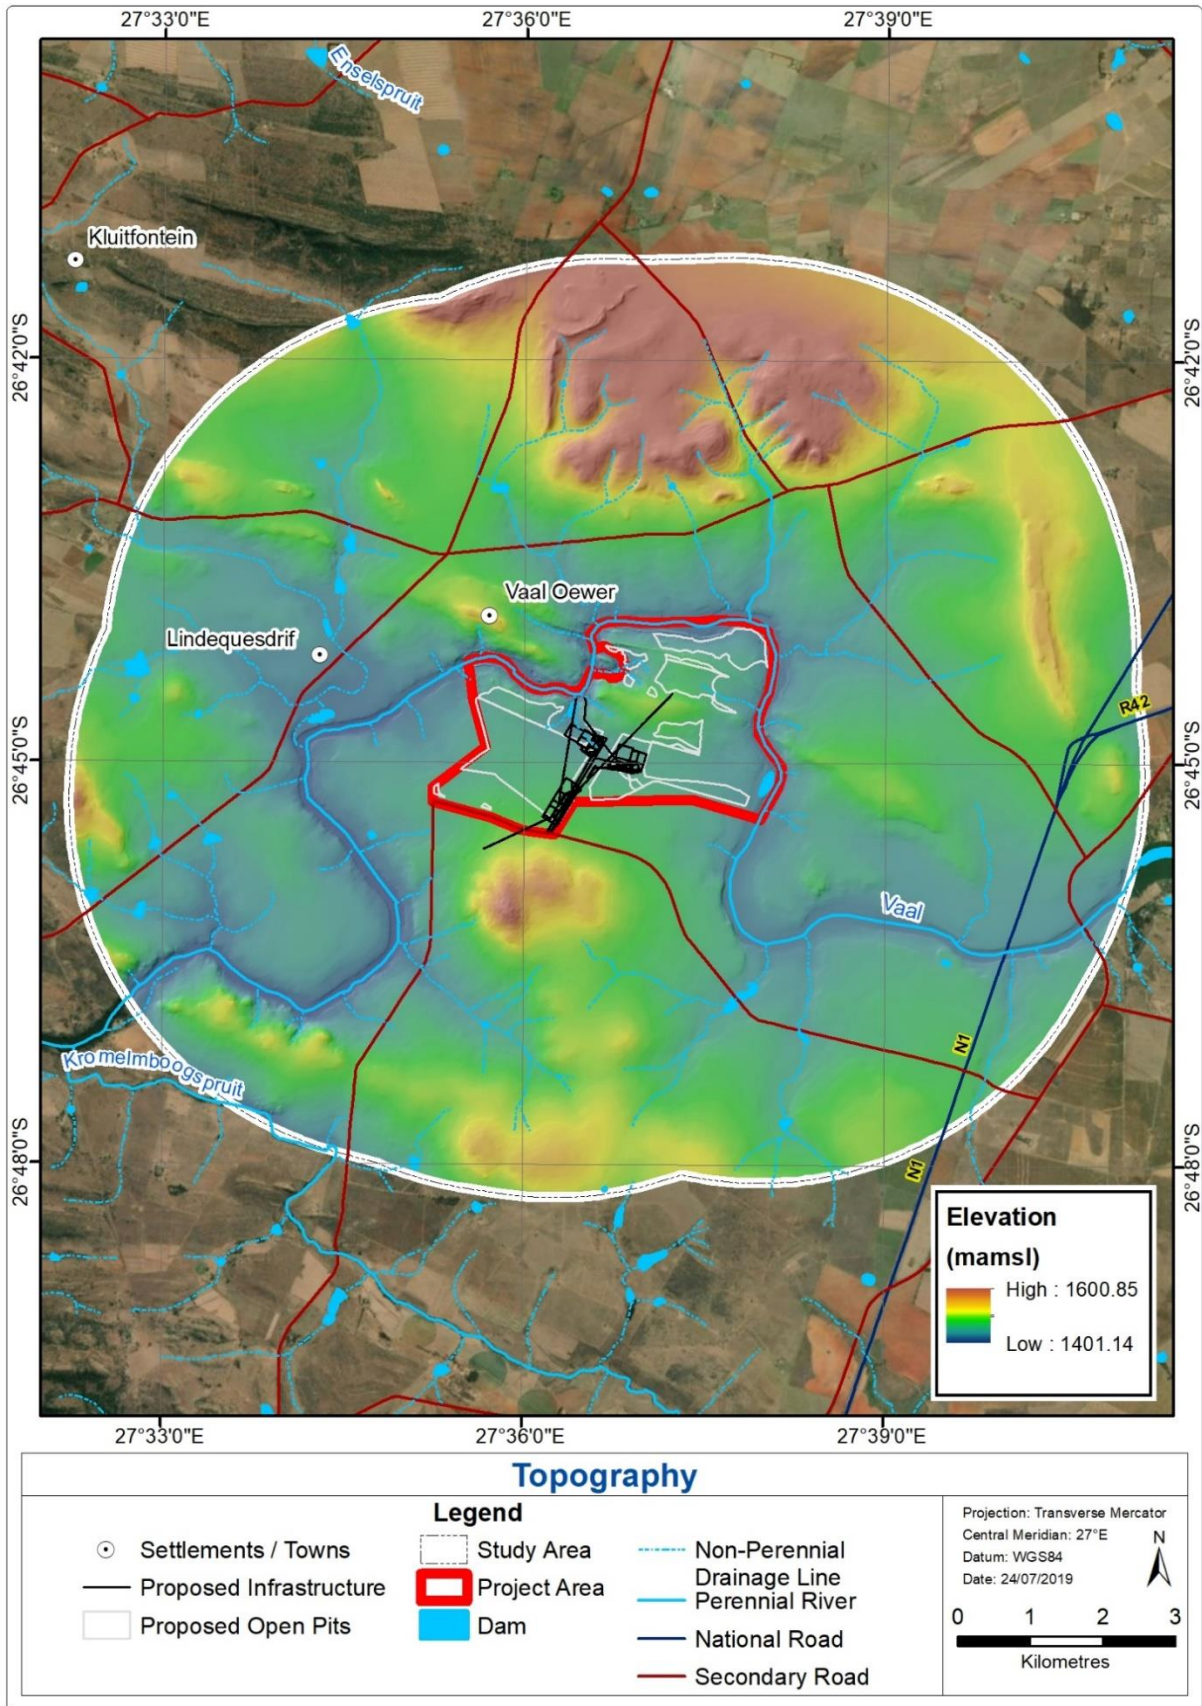 27°33'0"E
27°36'0"E
27°39'0"E
Enselspruit
Kluitfontein
26°42'0"S
26°42'0"S
Vaal Oewer
Lindequesdrif
R42
26°45'0"S
26°45'0"S
Vaal
N1
Kromelmboogspruit
26°48'0"S
26°48'0"S
N1
Elevation
(mamsl)
High : 1600.85
Low : 1401.14
27°33'0"E
27°36'0"E
27°39'0"E
Topography
Legend
Settlements / Towns
Proposed Infrastructure
Proposed Open Pits
Study Area
Project Area
Dam
Non-Perennial
Drainage Line
Perennial River
National Road
Secondary Road
Projection: Transverse Mercator
Central Meridian: 27°E
Datum: WGS84
Date: 24/07/2019
N
0 1 2 3
Kilometres